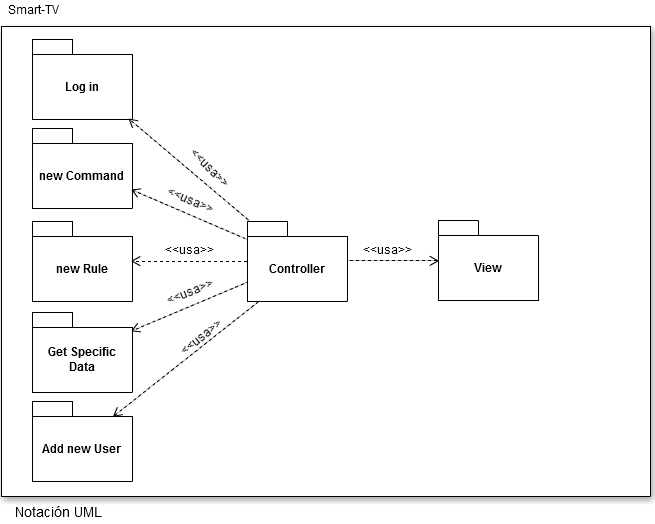 Smart-TV
Log in
<<usa>>
new Command
<<usa>>
new Rule
<<usa>>
Controller
<<usa>>
View
<<usa>>
Get Specific
Data
<<usa>>
Add new User
Notación UML